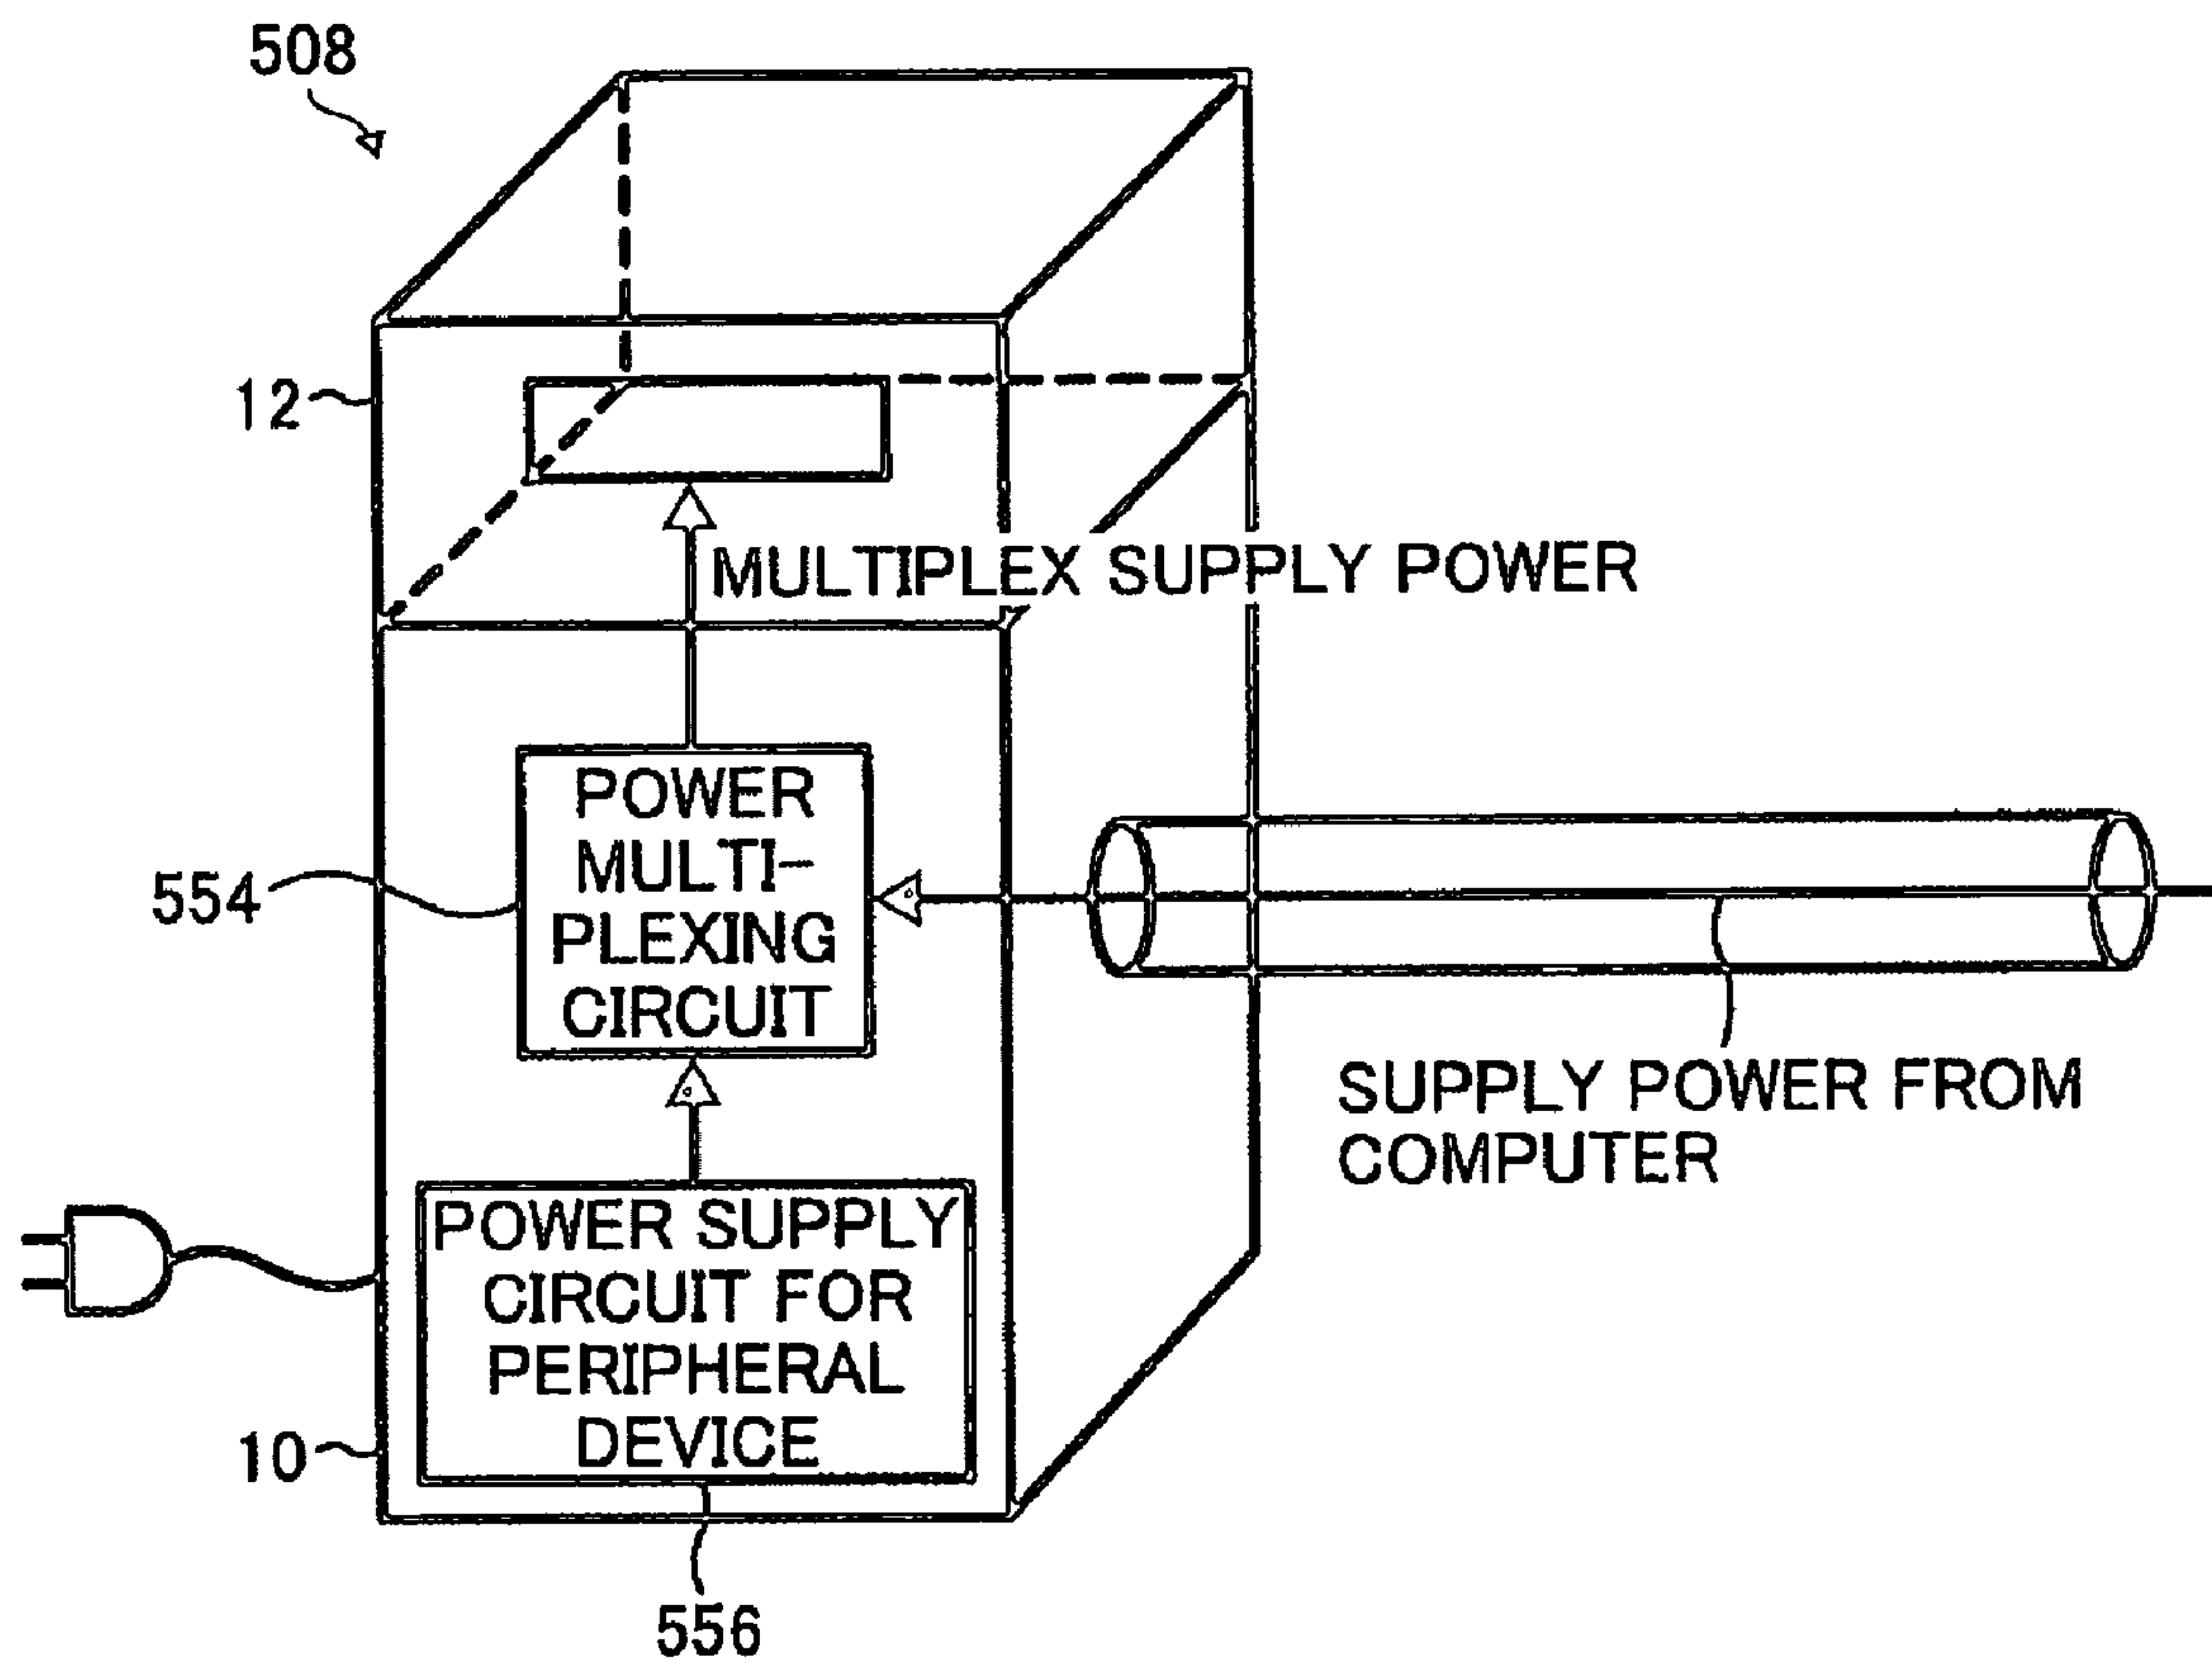 508
12
MULTIPLEX SUPPLY POWER
POWER
MULTI-
PLEXING
CIRCUIT
554
SUPPLY POWER FROM
COMPUTER
POWER SUPPLY
CIRCUIT FOR
PERIPHERAL
DEVICE
10
556